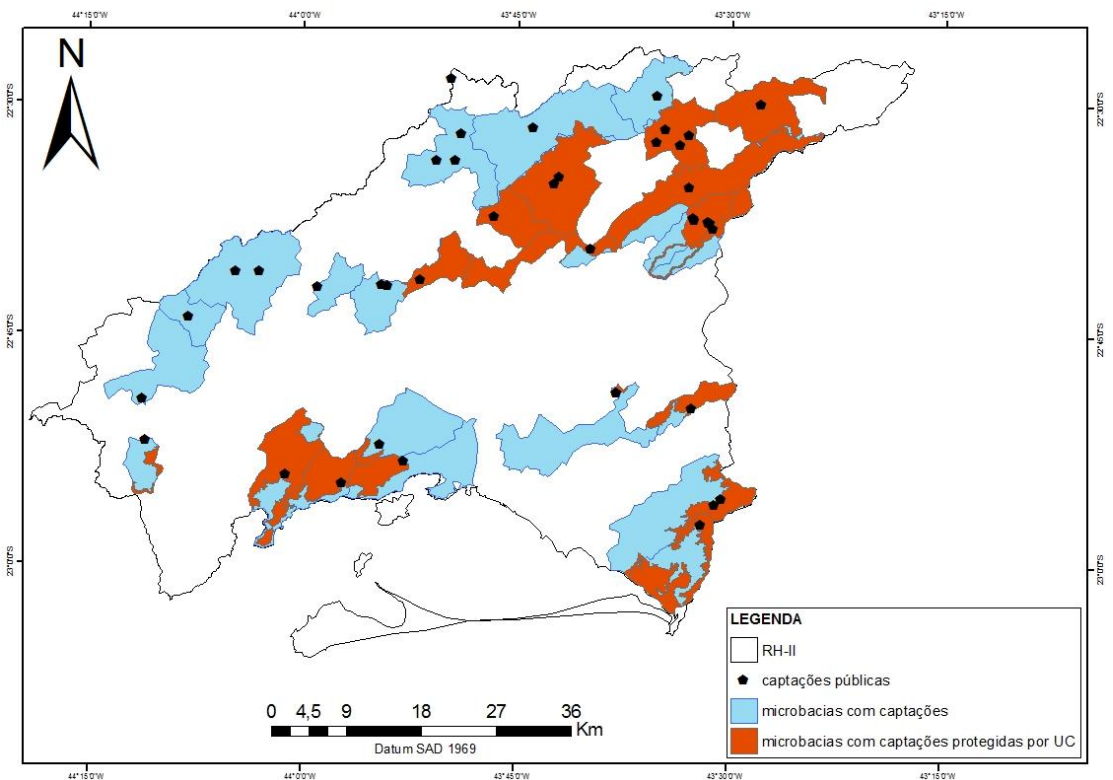 44°15'0"W 44°0'0"W 43°45'0"W 43°30'0"W 43°15'0"W
N
22°30'0"S 22°30'0"S
22°45'0"S 22°45'0"S
23°0'0"S 23°0'0"S
LEGENDA
RH-II
captações públicas
microbacias com captações
microbacias com captações protegidas por UC
0 4,5 9 18 27 36
Km
Datum SAD 1969
44°15'0"W 44°0'0"W 43°45'0"W 43°30'0"W 43°15'0"W